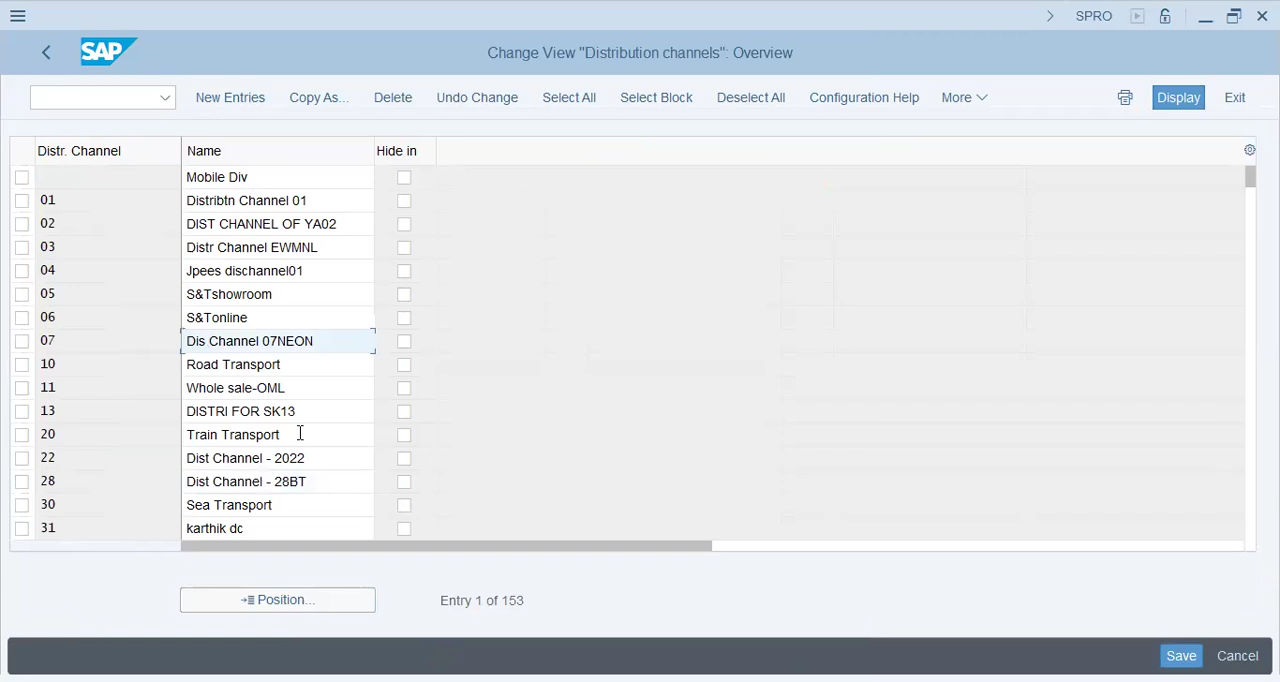 SPRO
SAP
Change View "Distribution channels": Overview
New Entries Copy As... Delete Undo Change Select All Select Block Deselect All Configuration Help More Display Exit
Distr. Channel Name Hide in
Mobile Div
01 Distribtn Channel 01
02 DIST CHANNEL OF YA02
03 Distr Channel EWMNL
04 Jpees dischannel01
05 S&Tshowroom
06 S&Tonline
07 Dis Channel 07NEON
10 Road Transport
11 Whole sale-OML
13 DISTRI FOR SK13
20 Train Transport
22 Dist Channel - 2022
28 Dist Channel - 28BT
30 Sea Transport
31 karthik dc
Position... Entry 1 of 153
Save Cancel